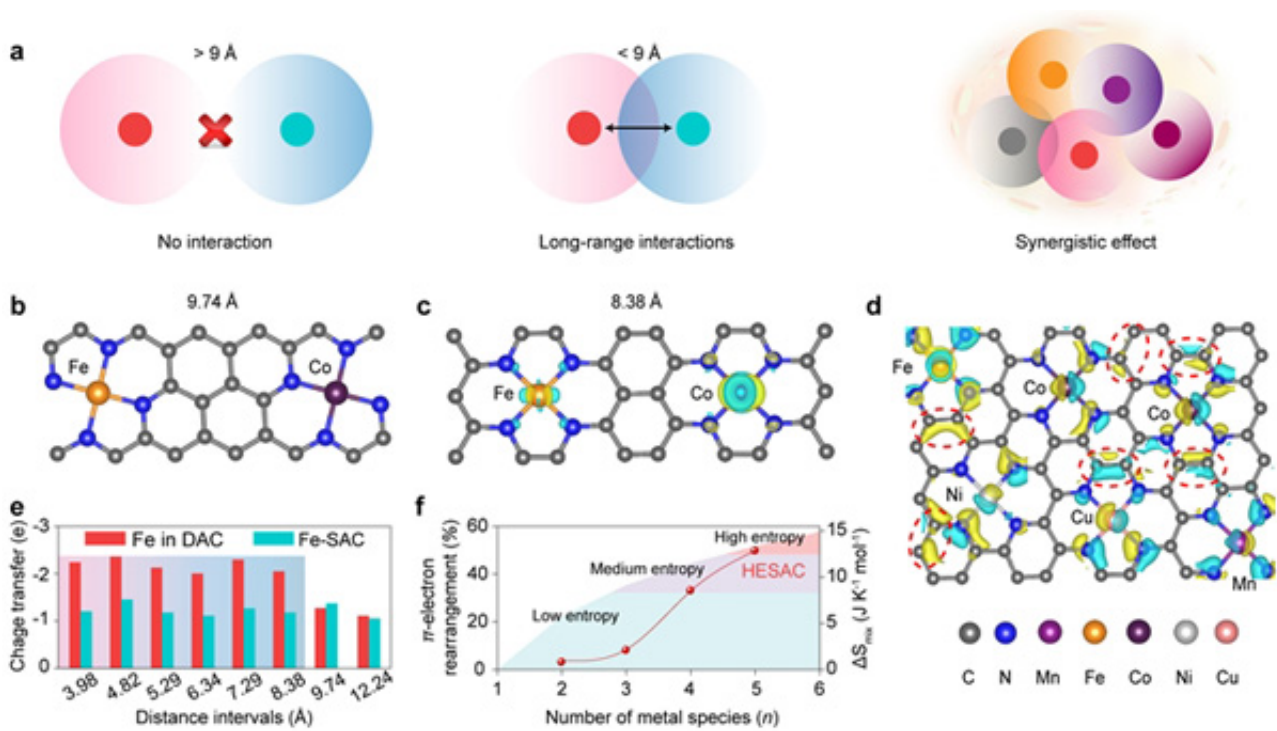 a
> 9 Å
< 9 Å
No interaction
Long-range interactions
Synergistic effect
b
9.74 Å
Fe
Co
c
8.38 Å
Fe
Co
d
Fe
Co
Co
Ni
Cu
Mn
C N Mn Fe Co Ni Cu
e
Chage transfer (e)
-3
-2
-1
0
Fe in DAC
Fe-SAC
3.98 4.82 5.29 6.34 7.29 8.38 9.74 12.24
Distance intervals (Å)
f
π-electron
rearrangement (%)
60
40
20
0
High entropy
HESAC
Medium entropy
Low entropy
15
10
5
0
ΔSmix (J K-1 mol-1)
1 2 3 4 5 6
Number of metal species (n)